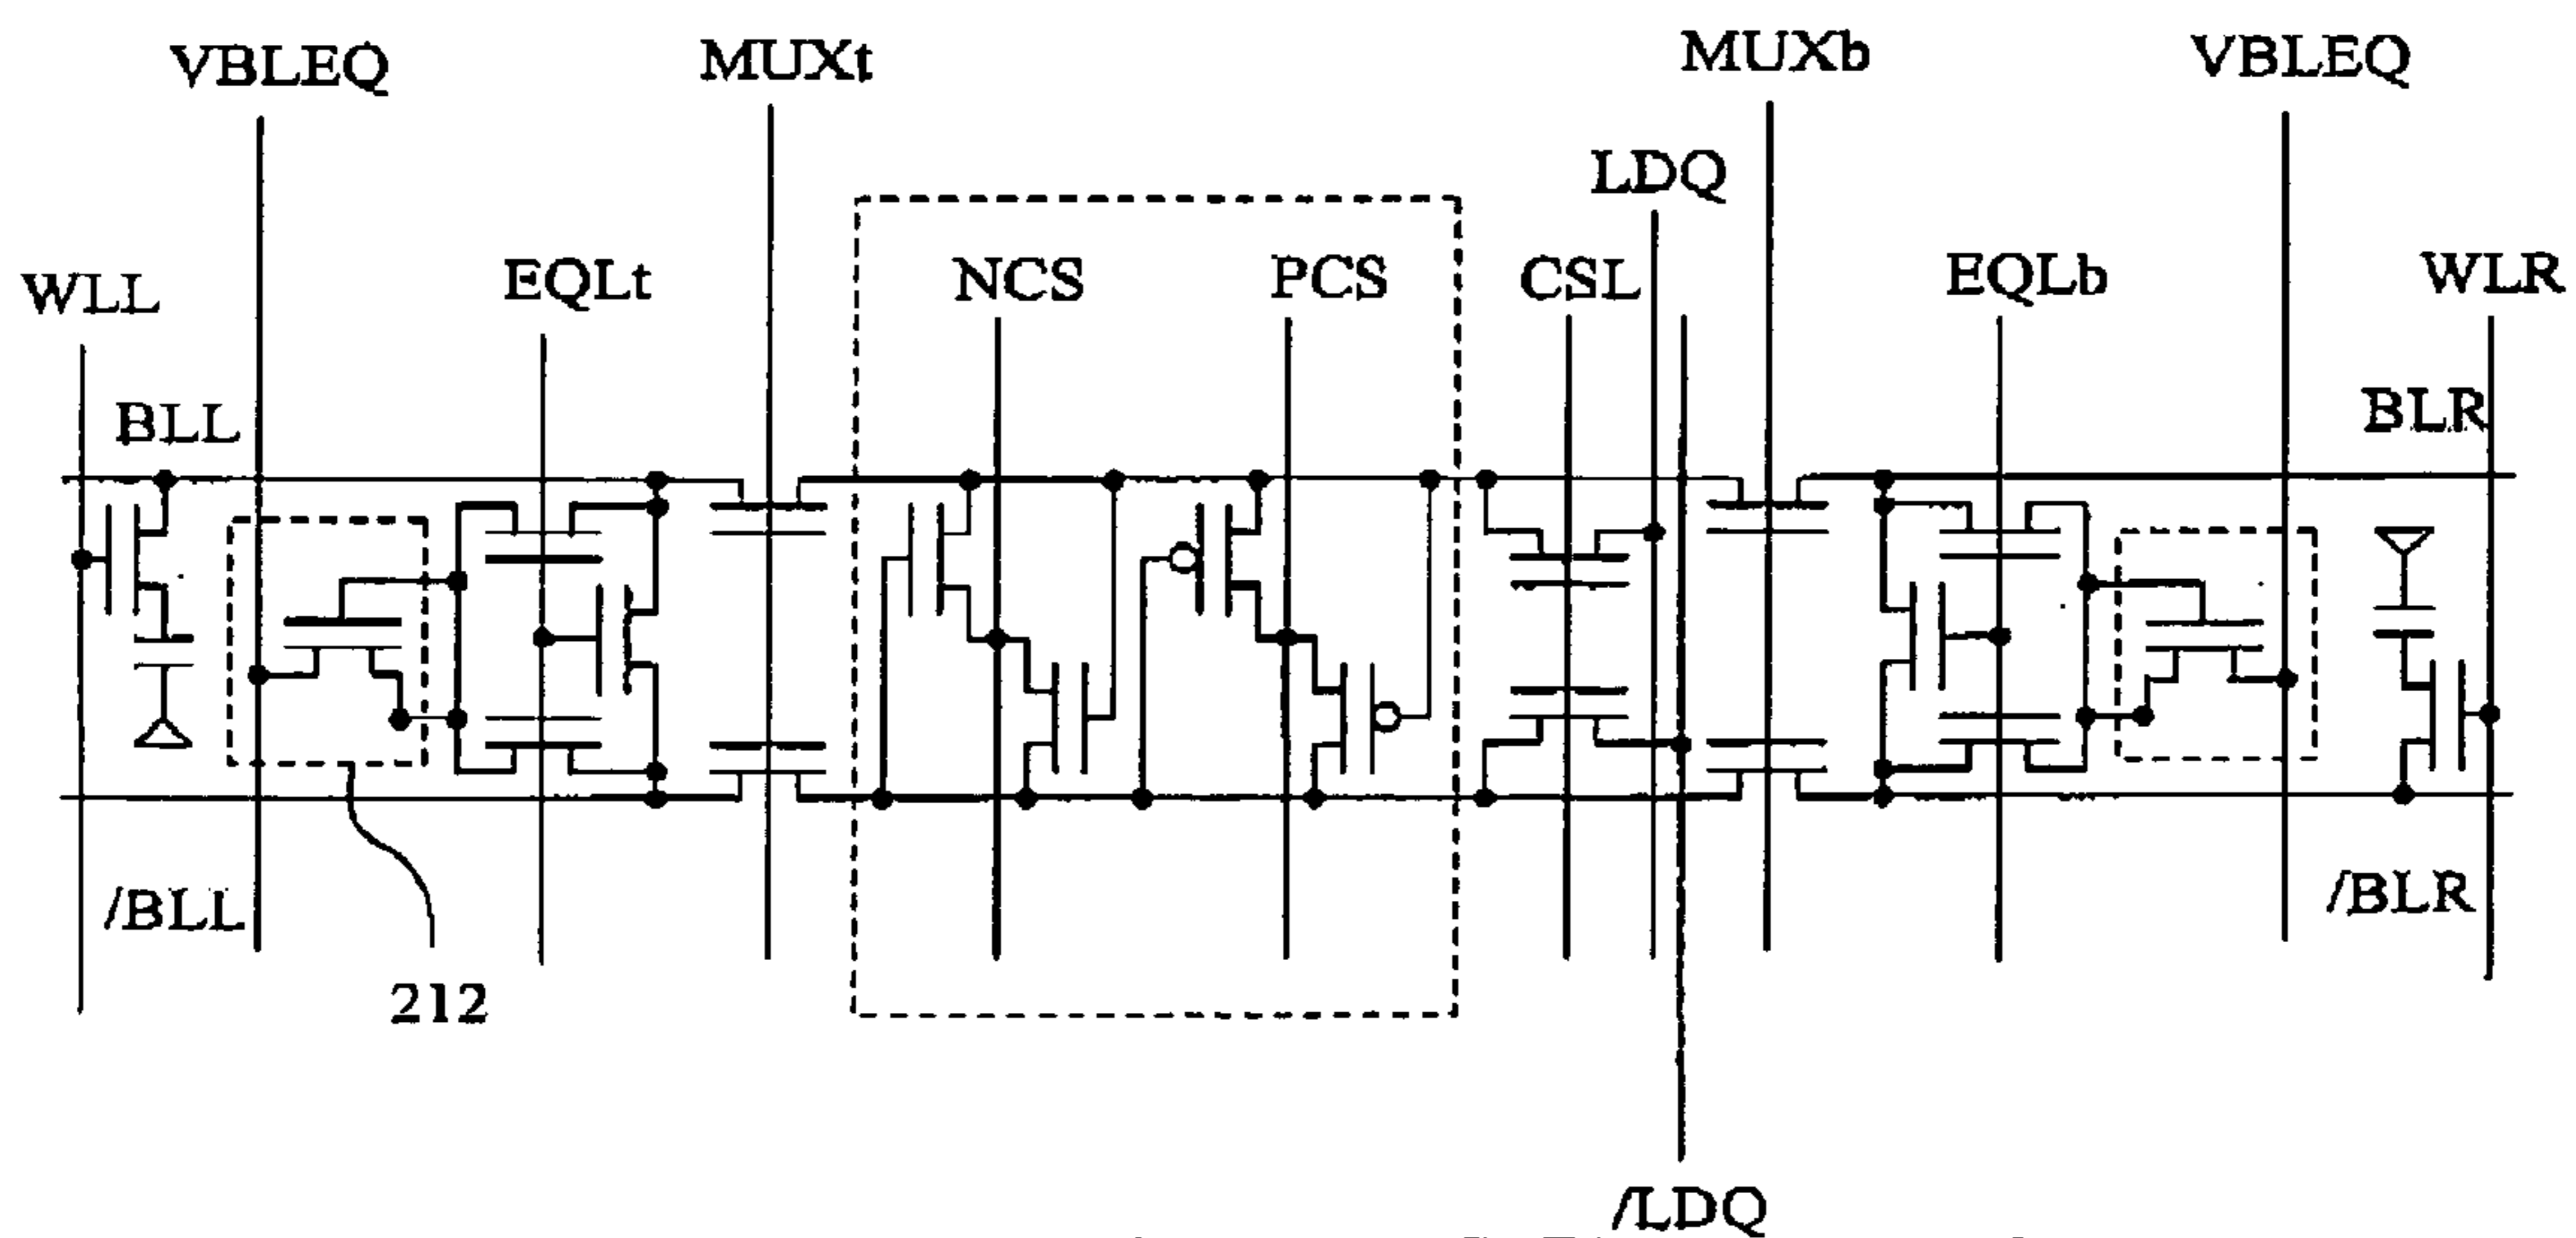 VBLEQ
MUXt
MUXb
VBLEQ
LDQ
WLL
EQLt
NCS
PCS
CSL
EQLb
WLR
BLL
BLR
/BLL
/BLR
212
/LDQ